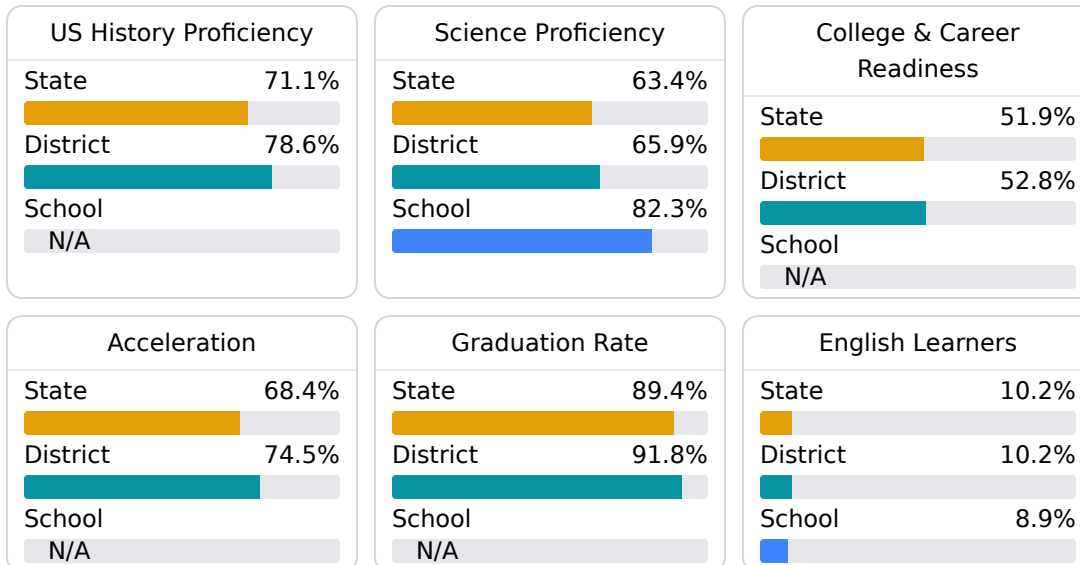 US History Proficiency
State 71.1%
District 78.6%
School
N/A
Science Proficiency
State 63.4%
District 65.9%
School 82.3%
College & Career
Readiness
State 51.9%
District 52.8%
School
N/A
Acceleration
State 68.4%
District 74.5%
School
N/A
Graduation Rate
State 89.4%
District 91.8%
School
N/A
English Learners
State 10.2%
District 10.2%
School 8.9%